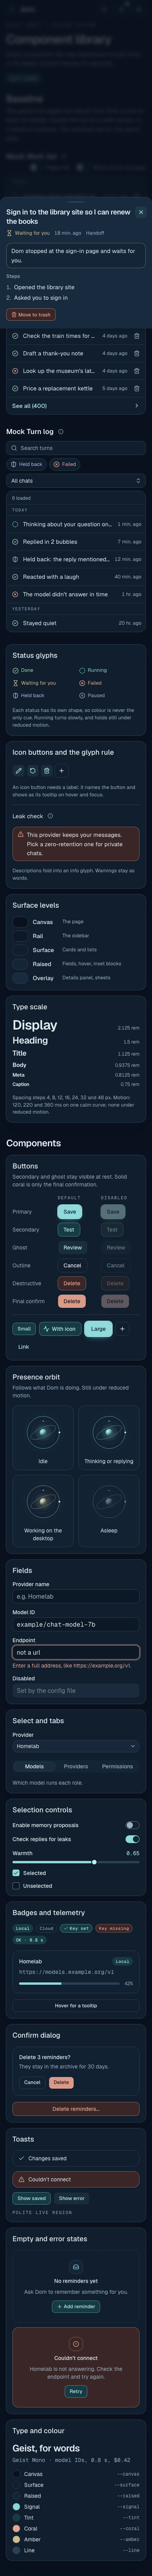 Component library
Baseline
Sign in to the library site so I can renew
the books
Waiting for you 18 min. ago Handoff
Dom stopped at the sign-in page and waits for
you.
Steps
1. Opened the library site
2. Asked you to sign in
Move to trash
Check the train times for ... 4 days ago
Draft a thank-you note 4 days ago
Look up the museum's lat... 4 days ago
Price a replacement kettle 5 days ago
See all (400)
Mock Turn log
Search turns
Held back Failed
All chats
6 loaded
TODAY
Thinking about your question on... 1 min. ago
Replied in 2 bubbles 7 min. ago
Held back: the reply mentioned... 12 min. ago
Reacted with a laugh 40 min. ago
The model didn't answer in time 1 hr. ago
YESTERDAY
Stayed quiet 20 hr. ago
Status glyphs
Done Running
Waiting for you Failed
Held back Paused
Each status has its own shape, so colour is never the
only cue. Running turns slowly, and holds still under
reduced motion.
Icon buttons and the glyph rule
An icon button needs a label: it names the button and
shows as its tooltip on hover and focus.
Leak check
This provider keeps your messages.
Pick a zero-retention one for private
chats.
Descriptions fold into an info glyph. Warnings stay as
words.
Surface levels
Canvas The page
Rail The sidebar
Surface Cards and lists
Raised Fields, hover, inset blocks
Overlay Detail panel, sheets
Type scale
Display 2.125 rem
Heading 1.5 rem
Title 1.125 rem
Body 0.9375 rem
Meta 0.8125 rem
Caption 0.75 rem
Spacing steps 4, 8, 12, 16, 24, 32 and 48 px. Motion:
120, 220 and 360 ms on one calm curve; none under
reduced motion.
Components
Buttons
Secondary and ghost stay visible at rest. Solid
coral is only the final confirmation.
DEFAULT DISABLED
Primary Save Save
Secondary Test Test
Ghost Review Review
Outline Cancel Cancel
Destructive Delete Delete
Final confirm Delete Delete
Small With icon Large
Link
Presence orbit
Follows what Dom is doing. Still under reduced
motion.
Idle
Thinking or replying
Working on the
desktop
Asleep
Fields
Provider name
e.g. Homelab
Model ID
example/chat-model-7b
Endpoint
not a url
Enter a full address, like https://example.org/v1.
Disabled
Set by the config file
Select and tabs
Provider
Homelab
Models Providers Permissions
Which model runs each role.
Selection controls
Enable memory proposals
Check replies for leaks
Warmth 0.65
Selected
Unselected
Badges and telemetry
Local Cloud Key set Key missing
OK · 0.8 s
Homelab Local
https://models.example.org/v1
42%
Hover for a tooltip
Confirm dialog
Delete 3 reminders?
They stay in the archive for 30 days.
Cancel Delete
Delete reminders...
Toasts
Changes saved
Couldn't connect
Show saved Show error
POLITE LIVE REGION
Empty and error states
No reminders yet
Ask Dom to remember something for you.
Add reminder
Couldn't connect
Homelab is not answering. Check the
endpoint and try again.
Retry
Type and colour
Geist, for words
Geist Mono · model IDs, 0.8 s, $0.42
Canvas --canvas
Surface --surface
Raised --raised
Signal --signal
Tint --tint
Coral --coral
Amber --amber
Line --line